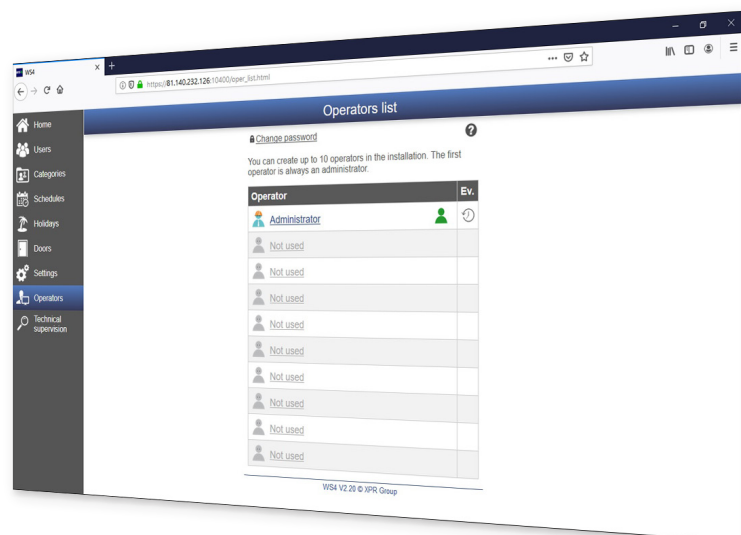 WS4
https://81.140.232.126:10400/oper_list.html
Operators list
Home
Users
Categories
Schedules
Holidays
Doors
Settings
Operators
Technical
supervision
Change password
You can create up to 10 operators in the installation. The first
operator is always an administrator.
Operator Ev.
Administrator
Not used
Not used
Not used
Not used
Not used
Not used
Not used
Not used
Not used
WS4 V2.20 © XPR Group